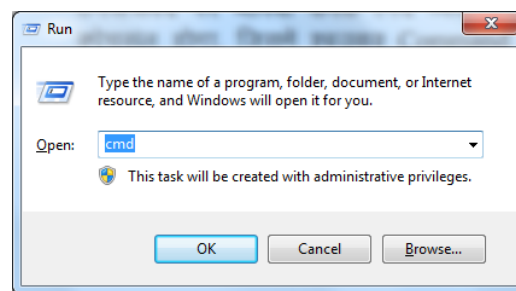 Run
Type the name of a program, folder, document, or Internet
resource, and Windows will open it for you.
Open:
cmd
This task will be created with administrative privileges.
OK
Cancel
Browse...